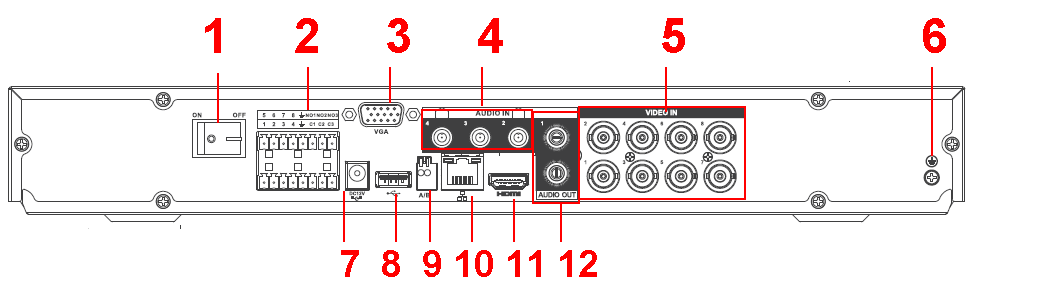 1 2 3 4 5 6
ON OFF
5 6 7 8 NO1 NO2 NO3
1 2 3 4 C1 C2 C3
VGA
AUDIO IN
4 3 2 1
VIDEO IN
2 4 6 8
1 3 5 7
DC12V
A/B
HDMI
AUDIO OUT
7 8 9 10 11 12